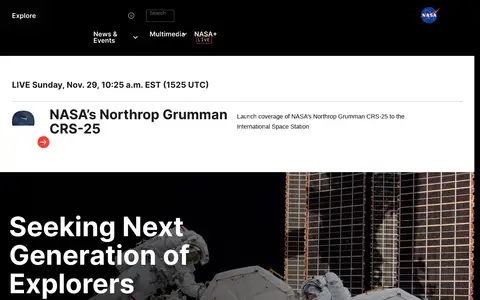 Explore
Search
NASA
News &
Events
Multimedia
NASA+
LIVE
LIVE Sunday, Nov. 29, 10:25 a.m. EST (1525 UTC)
NASA's Northrop Grumman
CRS-25
Launch coverage of NASA's Northrop Grumman CRS-25 to the
International Space Station
Seeking Next
Generation of
Explorers